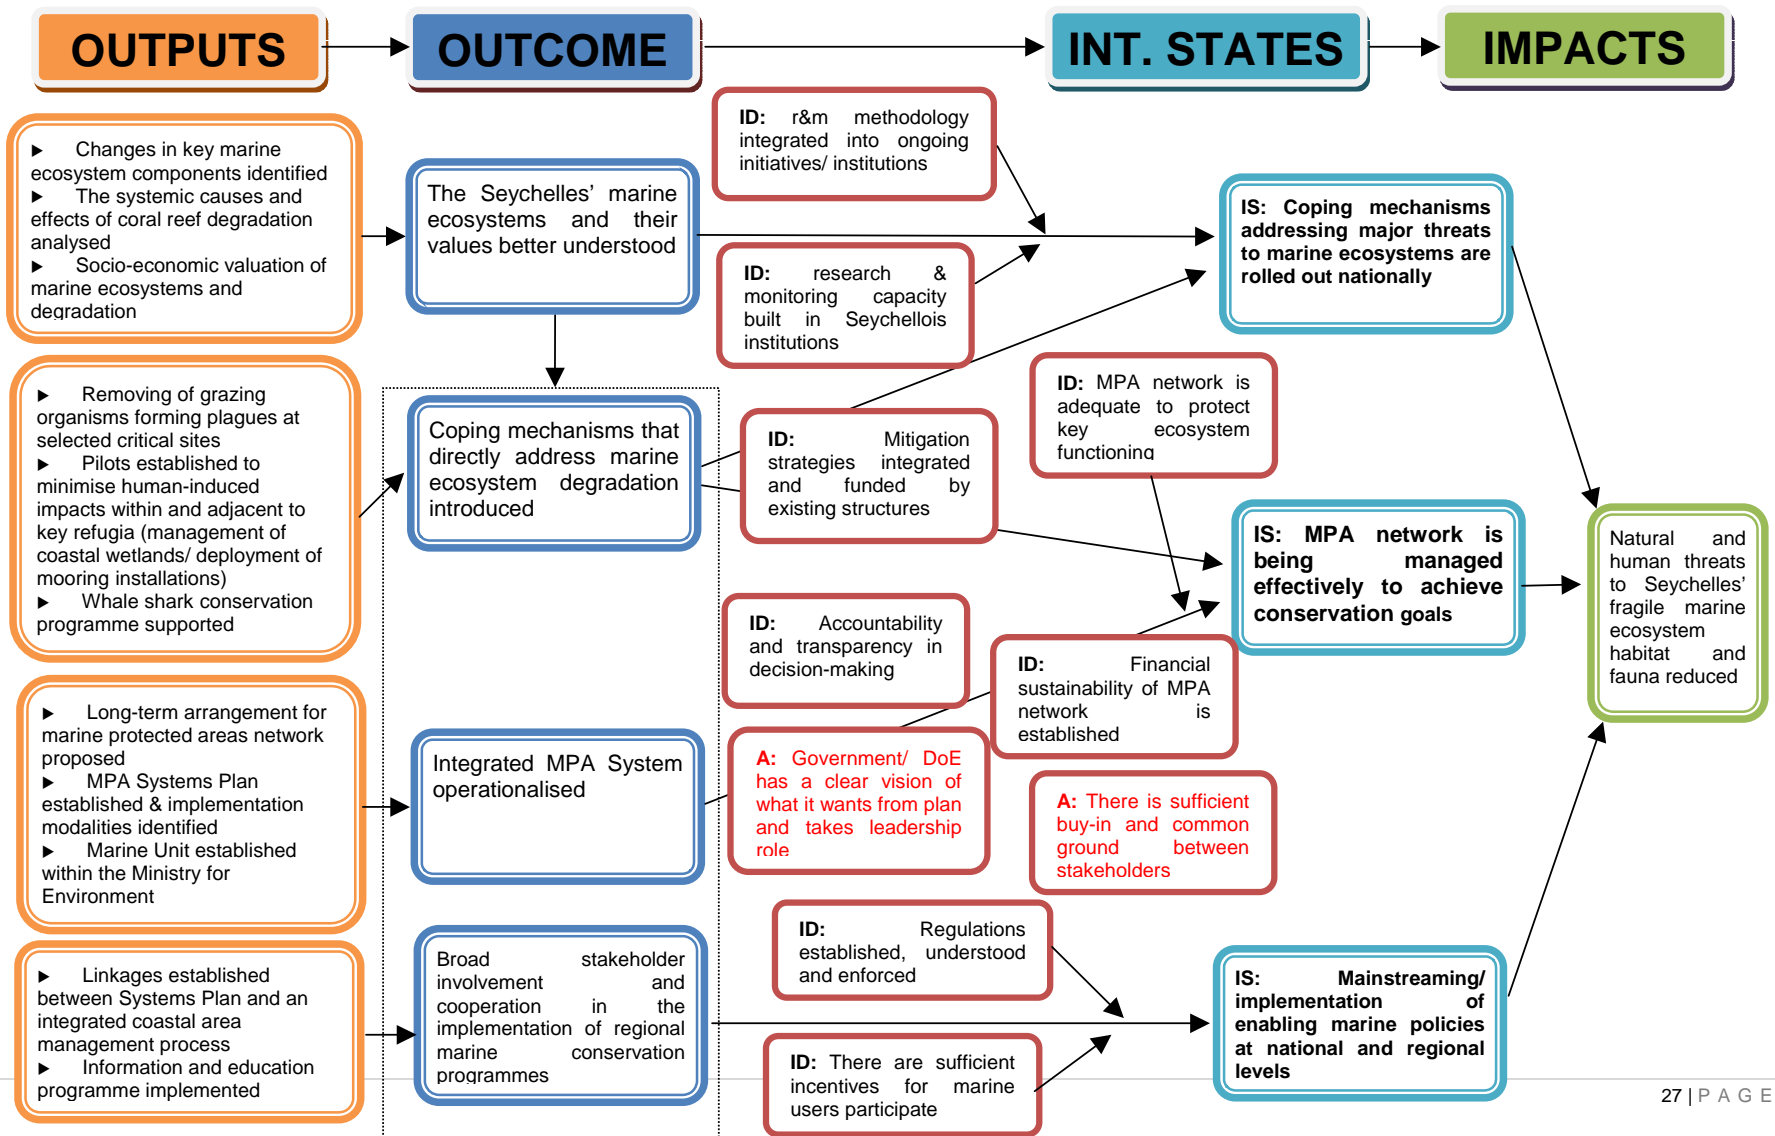 OUTPUTS
OUTCOME
INT. STATES
IMPACTS
► Changes in key marine
ecosystem components identified
► The systemic causes and
effects of coral reef degradation
analysed
► Socio-economic valuation of
marine ecosystems and
degradation
The Seychelles’ marine
ecosystems and their
values better understood
ID: r&m methodology
integrated into ongoing
initiatives/ institutions
ID: research &
monitoring capacity
built in Seychellois
institutions
IS: Coping mechanisms
addressing major threats
to marine ecosystems are
rolled out nationally
► Removing of grazing
organisms forming plagues at
selected critical sites
► Pilots established to
minimise human-induced
impacts within and adjacent to
key refugia (management of
coastal wetlands/ deployment of
mooring installations)
► Whale shark conservation
programme supported
Coping mechanisms that
directly address marine
ecosystem degradation
introduced
ID: Mitigation
strategies integrated
and funded by
existing structures
ID: MPA network is
adequate to protect
key ecosystem
functioning
IS: MPA network is
being managed
effectively to achieve
conservation goals
Natural and
human threats
to Seychelles’
fragile marine
ecosystem
habitat and
fauna reduced
ID: Accountability
and transparency in
decision-making
ID: Financial
sustainability of MPA
network is
established
► Long-term arrangement for
marine protected areas network
proposed
► MPA Systems Plan
established & implementation
modalities identified
► Marine Unit established
within the Ministry for
Environment
Integrated MPA System
operationalised
A: Government/ DoE
has a clear vision of
what it wants from plan
and takes leadership
role
A: There is sufficient
buy-in and common
ground between
stakeholders
► Linkages established
between Systems Plan and an
integrated coastal area
management process
► Information and education
programme implemented
Broad stakeholder
involvement and
cooperation in the
implementation of regional
marine conservation
programmes
ID: Regulations
established, understood
and enforced
ID: There are sufficient
incentives for marine
users participate
IS: Mainstreaming/
implementation of
enabling marine policies
at national and regional
levels
27 | P A G E